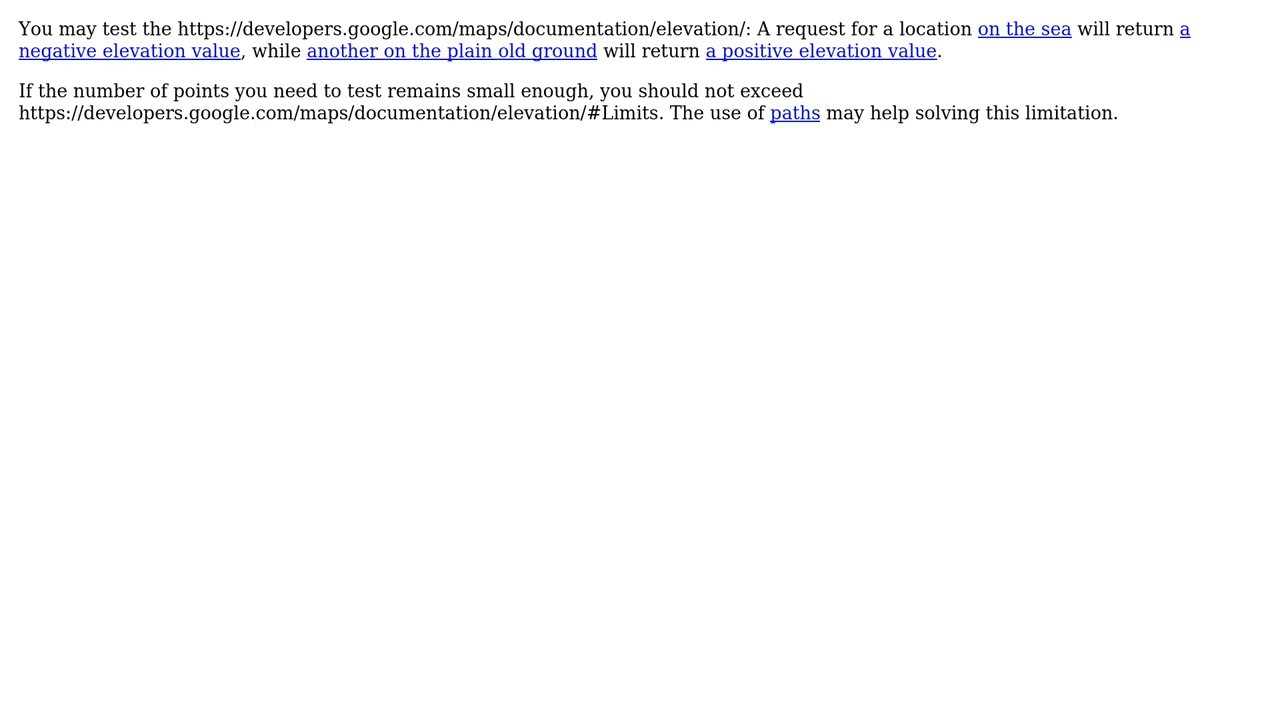 You may test the https://developers.google.com/maps/documentation/elevation/: A request for a location on the sea will return a
negative elevation value, while another on the plain old ground will return a positive elevation value.
If the number of points you need to test remains small enough, you should not exceed
https://developers.google.com/maps/documentation/elevation/#Limits. The use of paths may help solving this limitation.